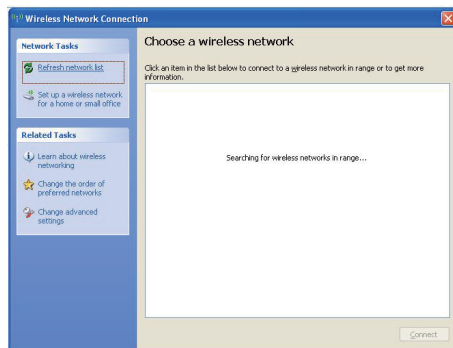 Wireless Network Connection
Network Tasks
Refresh network list
Set up a wireless network
for a home or small office
Related Tasks
Learn about wireless
networking
Change the order of
preferred networks
Change advanced
settings
Choose a wireless network
Click an item in the list below to connect to a wireless network in range or to get more
information.
Searching for wireless networks in range...
Connect